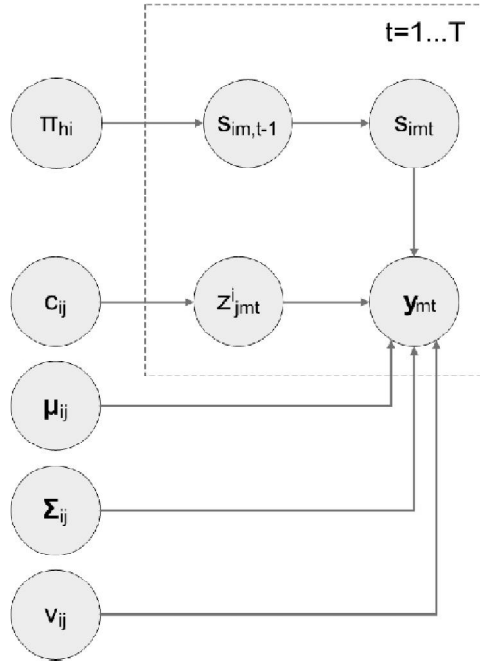 t=1...T
π_hi s_im,t-1 s_imt
c_ij z^i_jmt y_mt
μ_ij
Σ_ij
ν_ij